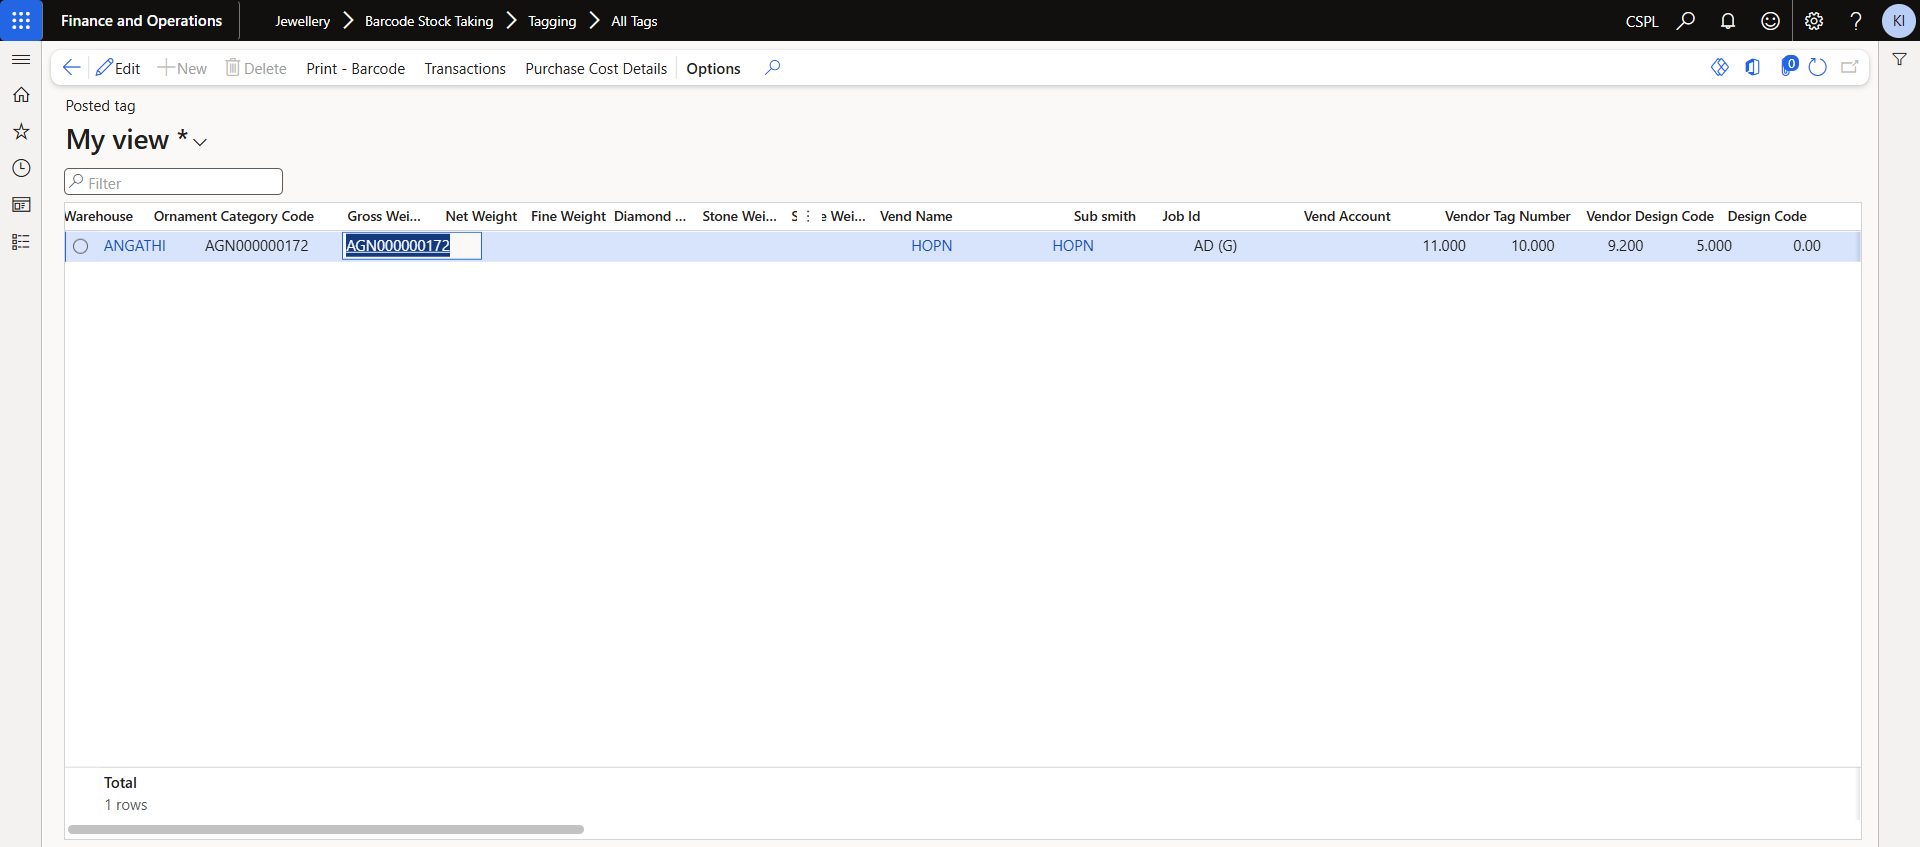 Finance and Operations Jewellery Barcode Stock Taking Tagging All Tags CSPL KI
Edit New Delete Print - Barcode Transactions Purchase Cost Details Options 0
Posted tag
My view *
Filter
Warehouse Ornament Category Code Gross Wei... Net Weight Fine Weight Diamond ... Stone Wei... S e Wei... Vend Name Sub smith Job Id Vend Account Vendor Tag Number Vendor Design Code Design Code
ANGATHI AGN000000172 AGN000000172 HOPN HOPN AD (G) 11.000 10.000 9.200 5.000 0.00
Total
1 rows